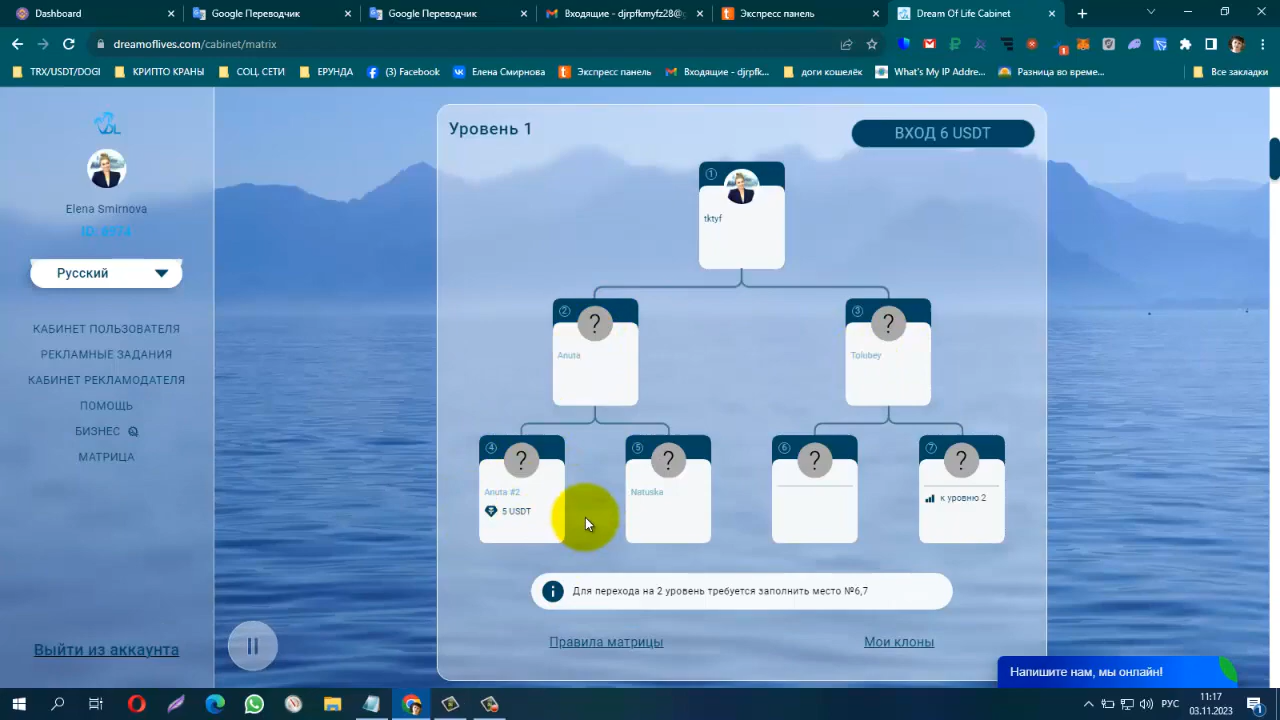 Dashboard
Google Переводчик
Google Переводчик
Входящие - djrpfkmyfz28@g
Экспресс панель
Dream Of Life Cabinet
dreamoflives.com/cabinet/matrix
TRX/USDT/DOGI
КРИПТО КРАНЫ
СОЦ. СЕТИ
ЕРУНДА
(3) Facebook
Елена Смирнова
Экспресс панель
Входящие - djrpfk...
доги кошелёк
What's My IP Addre...
Разница во време...
Все закладки
Elena Smirnova
ID: 6974
Русский
КАБИНЕТ ПОЛЬЗОВАТЕЛЯ
РЕКЛАМНЫЕ ЗАДАНИЯ
КАБИНЕТ РЕКЛАМОДАТЕЛЯ
ПОМОЩЬ
БИЗНЕС
МАТРИЦА
Выйти из аккаунта
Уровень 1
ВХОД 6 USDT
1
tktyf
2
?
Anuta
3
?
Tolobey
4
?
Anuta #2
5 USDT
5
?
Natuska
6
?
7
?
к уровню 2
Для перехода на 2 уровень требуется заполнить место №6,7
Правила матрицы
Мои клоны
Напишите нам, мы онлайн!
РУС
11:17
03.11.2023